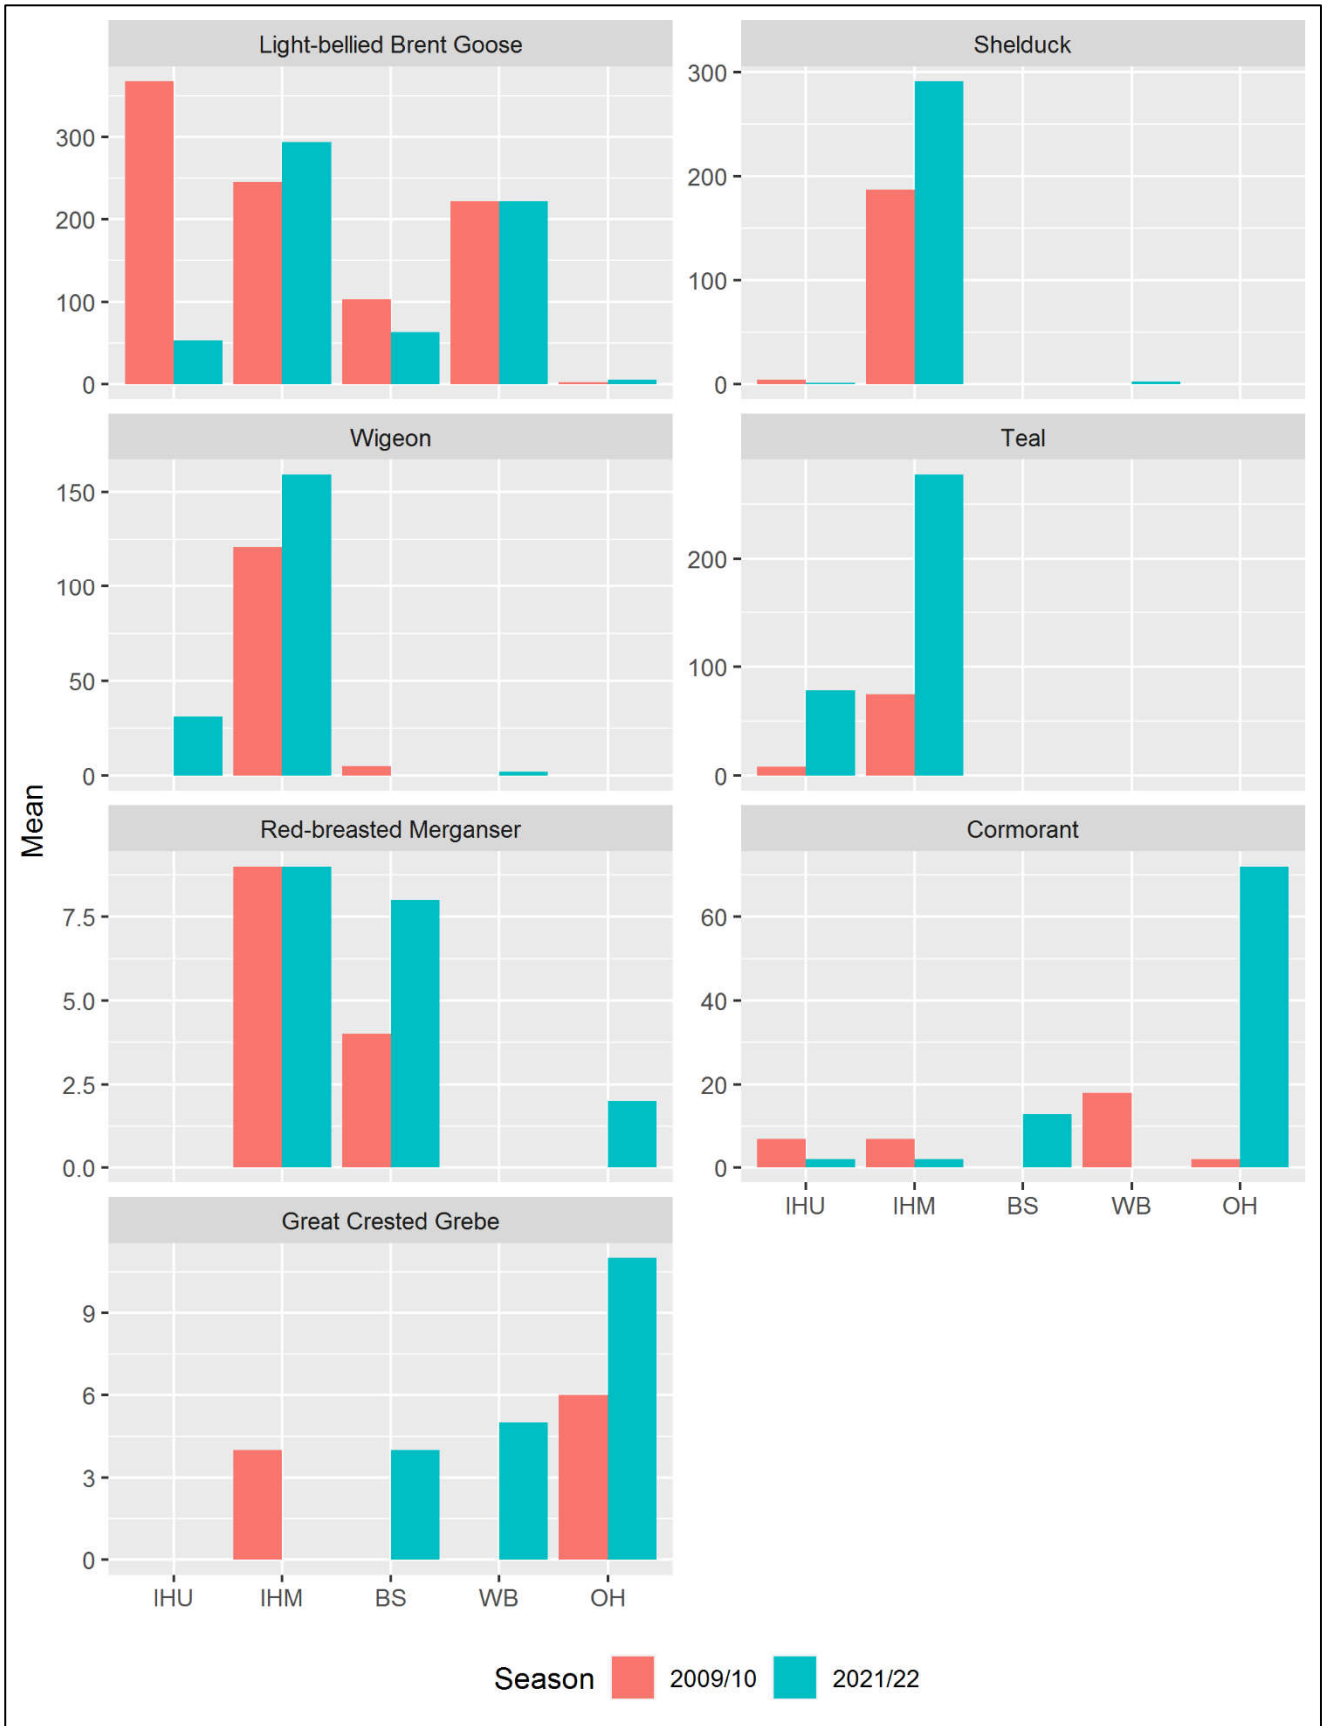 Light-bellied Brent Goose
Shelduck
300
200
100
0
300
200
100
0
Wigeon
Teal
150
100
50
0
200
100
0
Mean
Red-breasted Merganser
Cormorant
7.5
5.0
2.5
0.0
60
40
20
0
IHU IHM BS WB OH
Great Crested Grebe
9
6
3
0
IHU IHM BS WB OH
Season 2009/10 2021/22